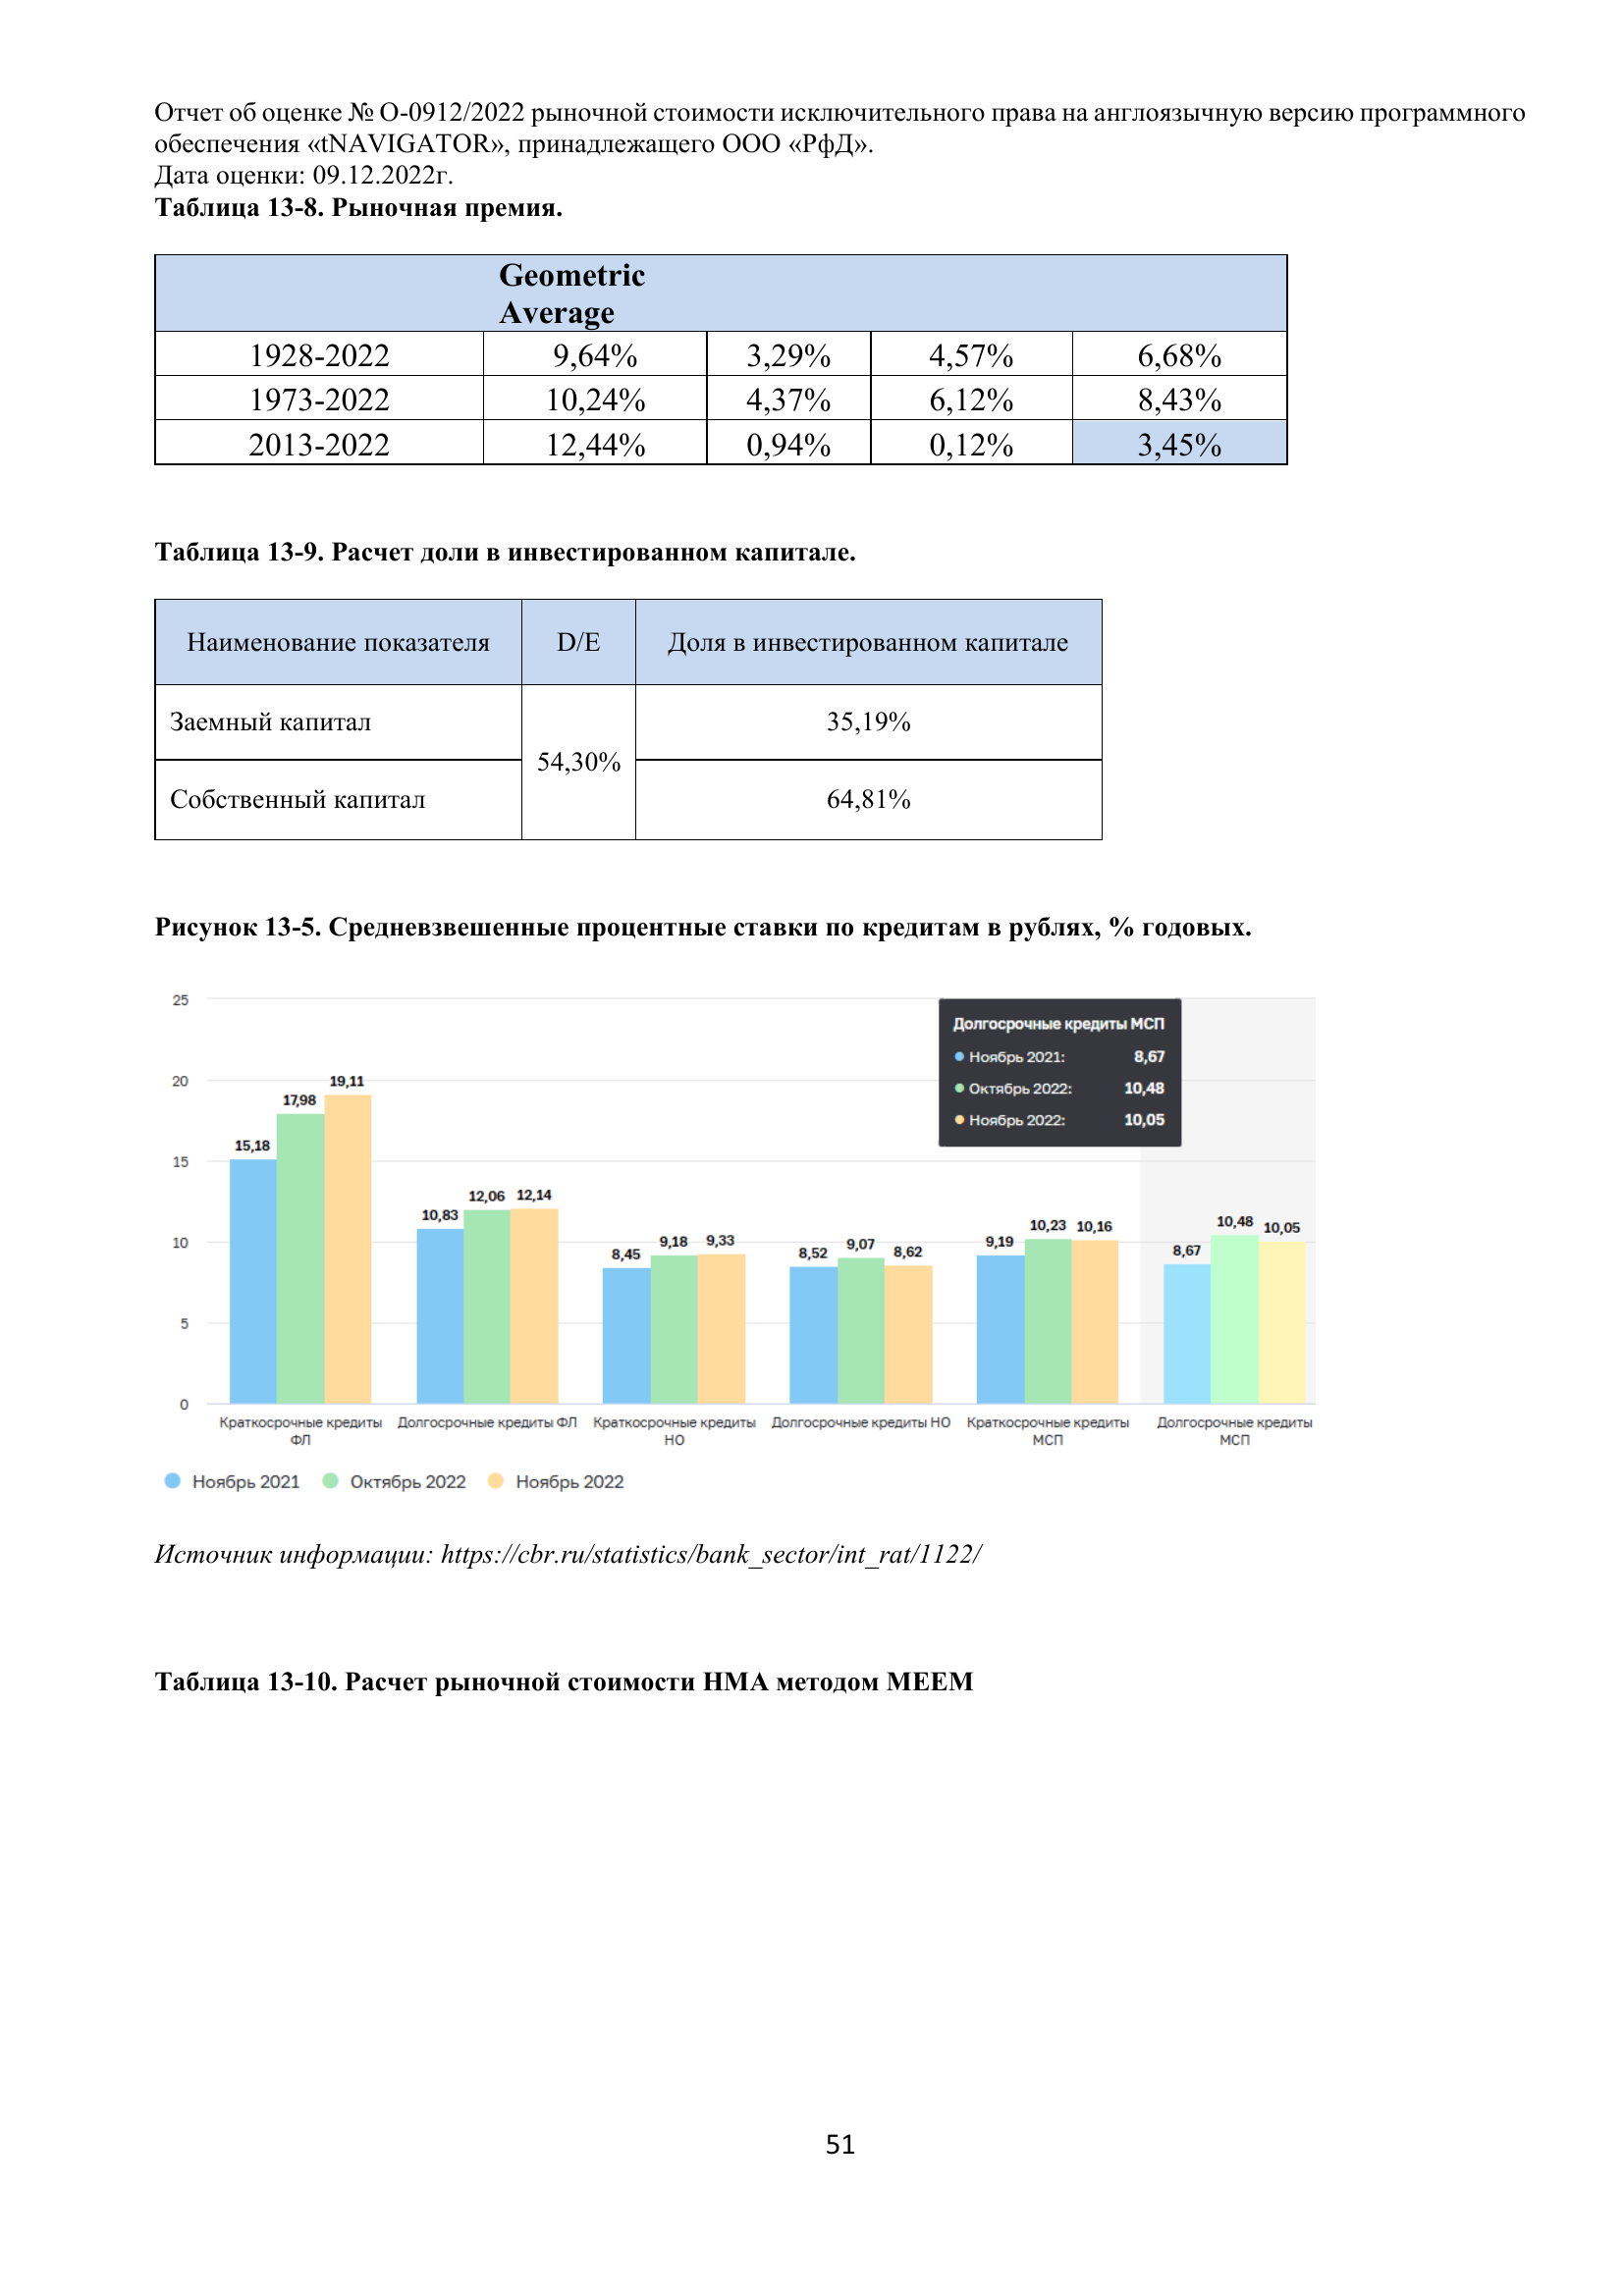 Отчет об оценке № О-0912/2022 рыночной стоимости исключительного права на англоязычную версию программного
обеспечения «tNAVIGATOR», принадлежащего ООО «РфД».
Дата оценки: 09.12.2022г.
Таблица 13-8. Рыночная премия.
Geometric
Average
1928-2022 9,64% 3,29% 4,57% 6,68%
1973-2022 10,24% 4,37% 6,12% 8,43%
2013-2022 12,44% 0,94% 0,12% 3,45%
Таблица 13-9. Расчет доли в инвестированном капитале.
Наименование показателя D/E Доля в инвестированном капитале
Заемный капитал 35,19%
54,30%
Собственный капитал 64,81%
Рисунок 13-5. Средневзвешенные процентные ставки по кредитам в рублях, % годовых.
25
20
15
10
5
0
Долгосрочные кредиты МСП
Ноябрь 2021: 8,67
Октябрь 2022: 10,48
Ноябрь 2022: 10,05
15,18 17,98 19,11
10,83 12,06 12,14
8,45 9,18 9,33
8,52 9,07 8,62
9,19 10,23 10,16
8,67 10,48 10,05
Краткосрочные кредиты
ФЛ
Долгосрочные кредиты ФЛ
Краткосрочные кредиты
НО
Долгосрочные кредиты НО
Краткосрочные кредиты
МСП
Долгосрочные кредиты
МСП
Ноябрь 2021 Октябрь 2022 Ноябрь 2022
Источник информации: https://cbr.ru/statistics/bank_sector/int_rat/1122/
Таблица 13-10. Расчет рыночной стоимости НМА методом МЕЕМ
51